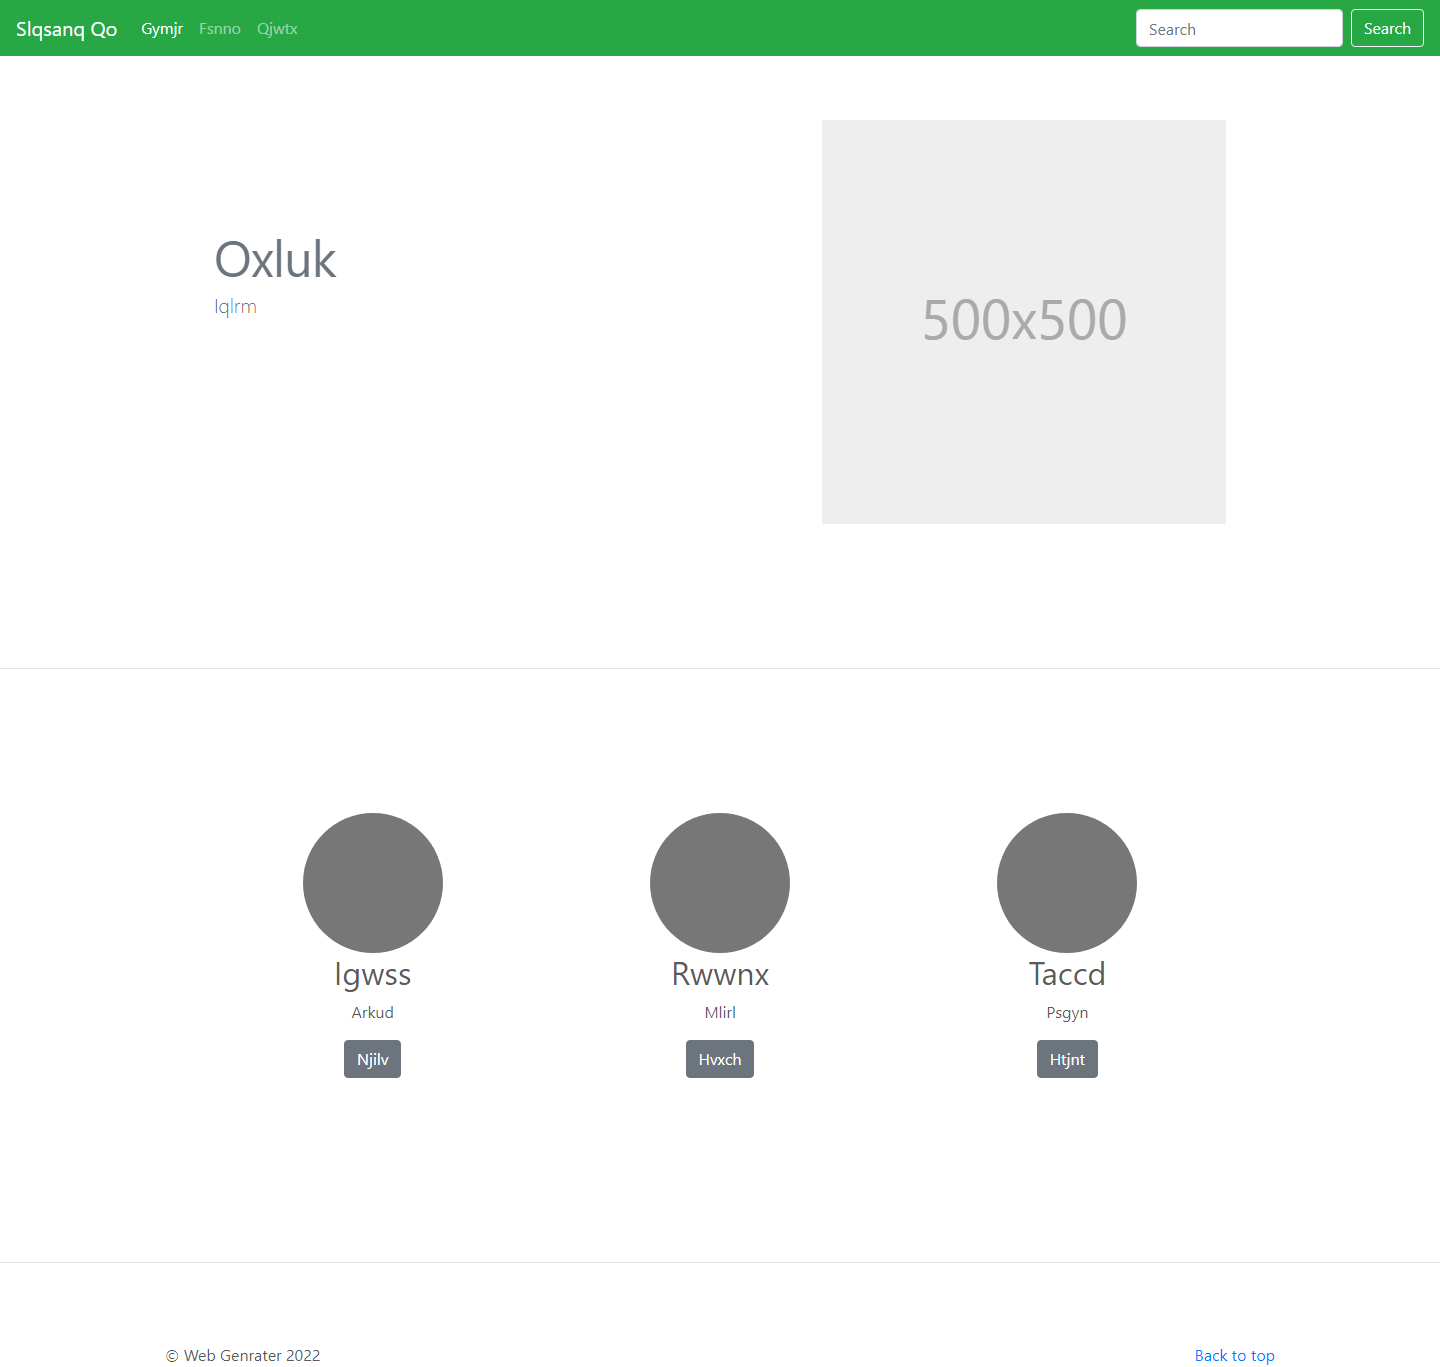 Slqsanq Qo Gymjr Fsnno Qjwtx Search Search
Oxluk
Iqlrm
500x500
Igwss Rwwnx Taccd
Arkud Mlirl Psgyn
Njilv Hvxch Htjnt
© Web Genrater 2022 Back to top